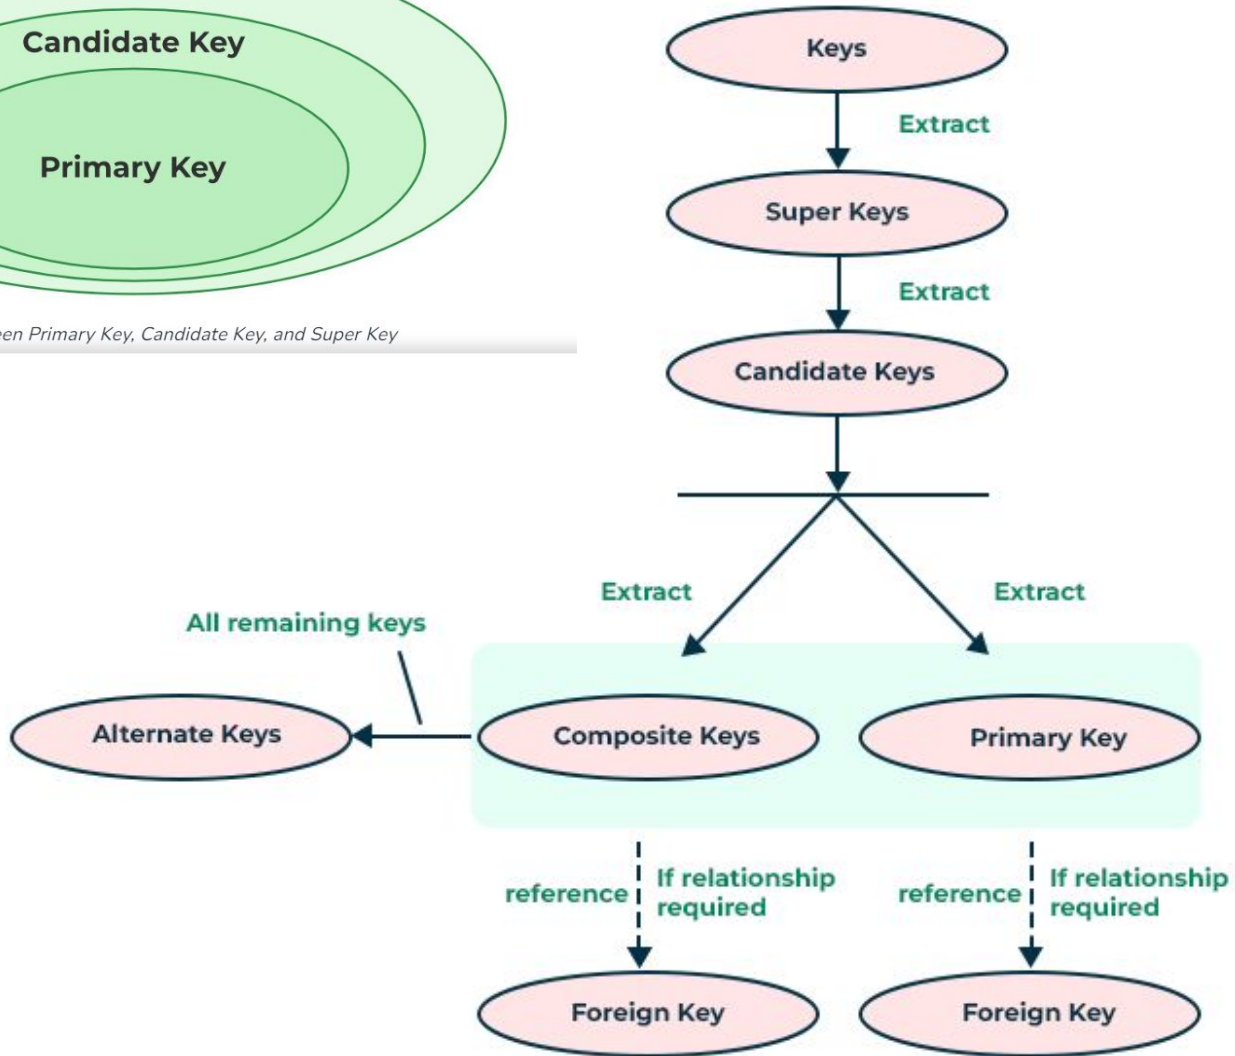 Candidate Key
Primary Key
een Primary Key, Candidate Key, and Super Key
Keys
Extract
Super Keys
Extract
Candidate Keys
Extract
Extract
All remaining keys
Alternate Keys
Composite Keys
Primary Key
reference
If relationship
required
reference
If relationship
required
Foreign Key
Foreign Key